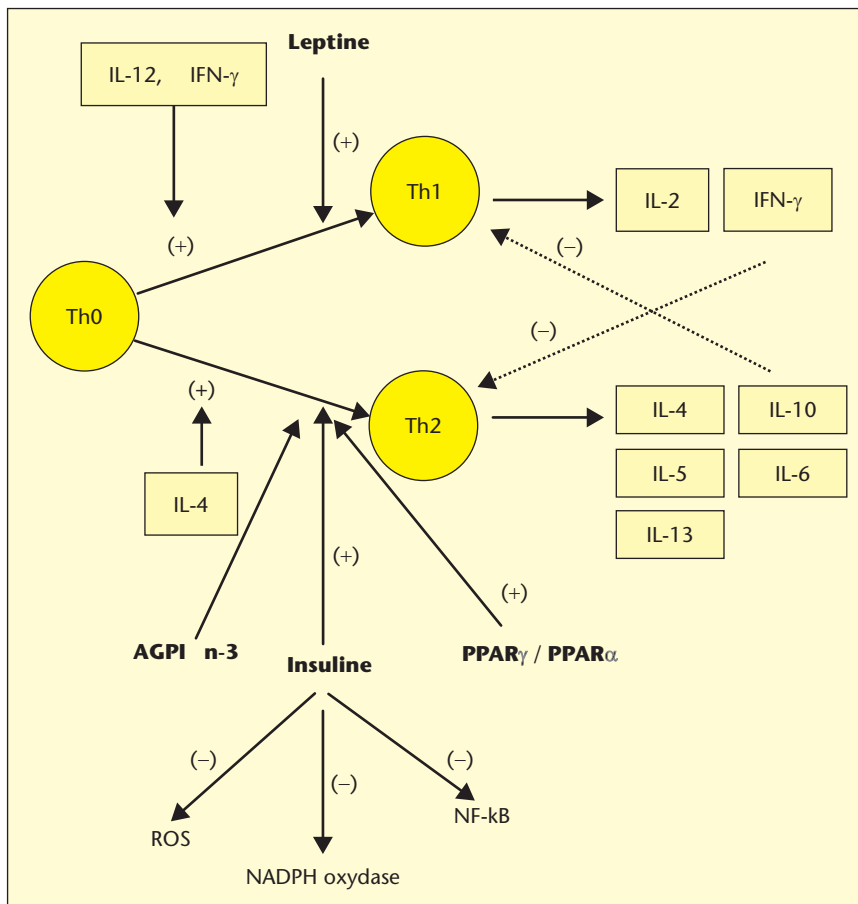 Leptine
IL-12, IFN-γ
(+)
Th1
IL-2
IFN-γ
(+)
(−)
Th0
(−)
(+)
Th2
IL-4
IL-10
IL-5
IL-6
IL-4
IL-13
(+)
(+)
AGPI n-3
Insuline
PPARγ / PPARα
(−)
(−)
(−)
ROS
NADPH oxydase
NF-kB